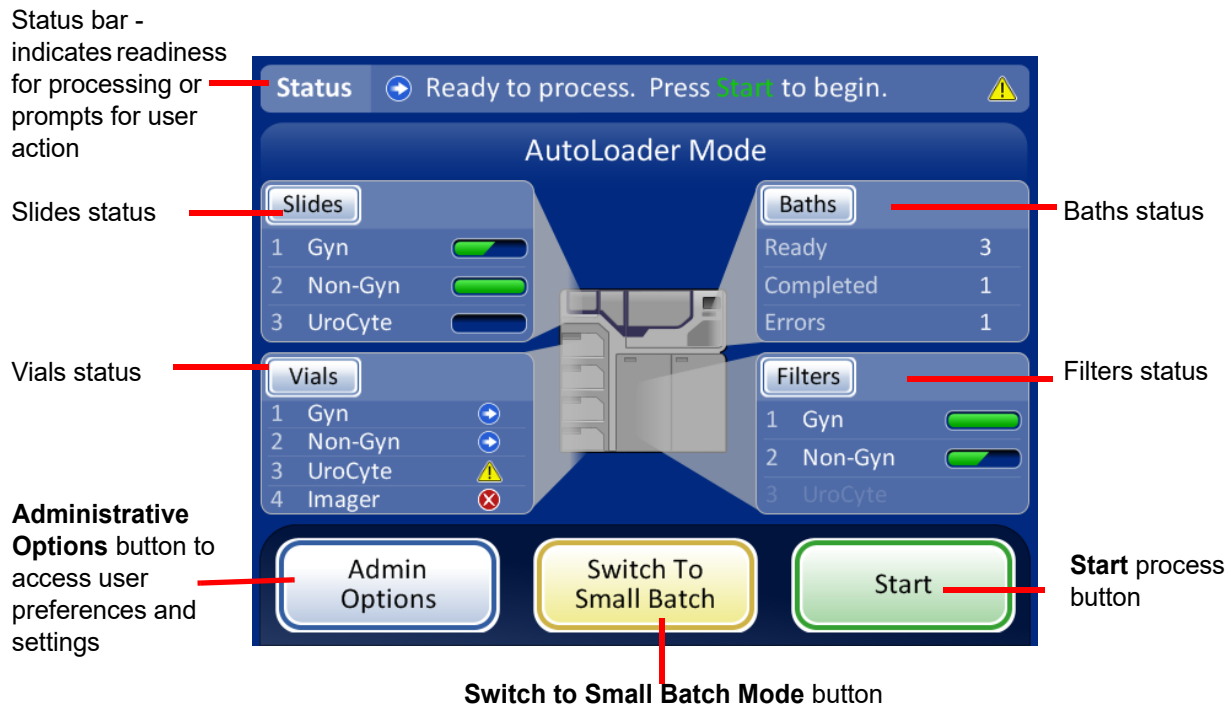 Status bar -
indicates readiness
for processing or
prompts for user
action
Status Ready to process. Press Start to begin.
AutoLoader Mode
Slides status
Slides
1 Gyn
2 Non-Gyn
3 UroCyte
Baths
Ready 3
Completed 1
Errors 1
Baths status
Vials status
Vials
1 Gyn
2 Non-Gyn
3 UroCyte
4 Imager
Filters
1 Gyn
2 Non-Gyn
3 UroCyte
Filters status
Administrative
Options button to
access user
preferences and
settings
Admin
Options
Switch To
Small Batch
Start
Start process
button
Switch to Small Batch Mode button